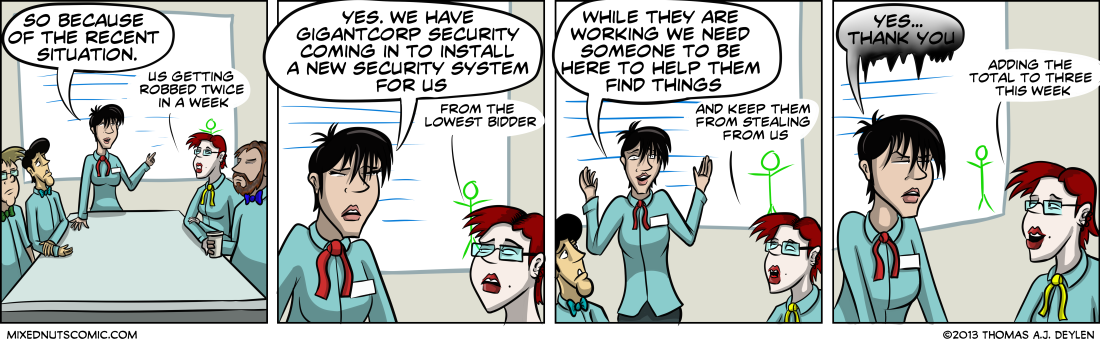 SO BECAUSE
OF THE RECENT
SITUATION.
US GETTING
ROBBED TWICE
IN A WEEK
YES. WE HAVE
GIGANTCORP SECURITY
COMING IN TO INSTALL
A NEW SECURITY SYSTEM
FOR US
FROM THE
LOWEST BIDDER
WHILE THEY ARE
WORKING WE NEED
SOMEONE TO BE
HERE TO HELP THEM
FIND THINGS
AND KEEP THEM
FROM STEALING
FROM US
YES...
THANK YOU
ADDING THE
TOTAL TO THREE
THIS WEEK
MIXEDNUTSCOMIC.COM
©2013 THOMAS A.J. DEYLEN